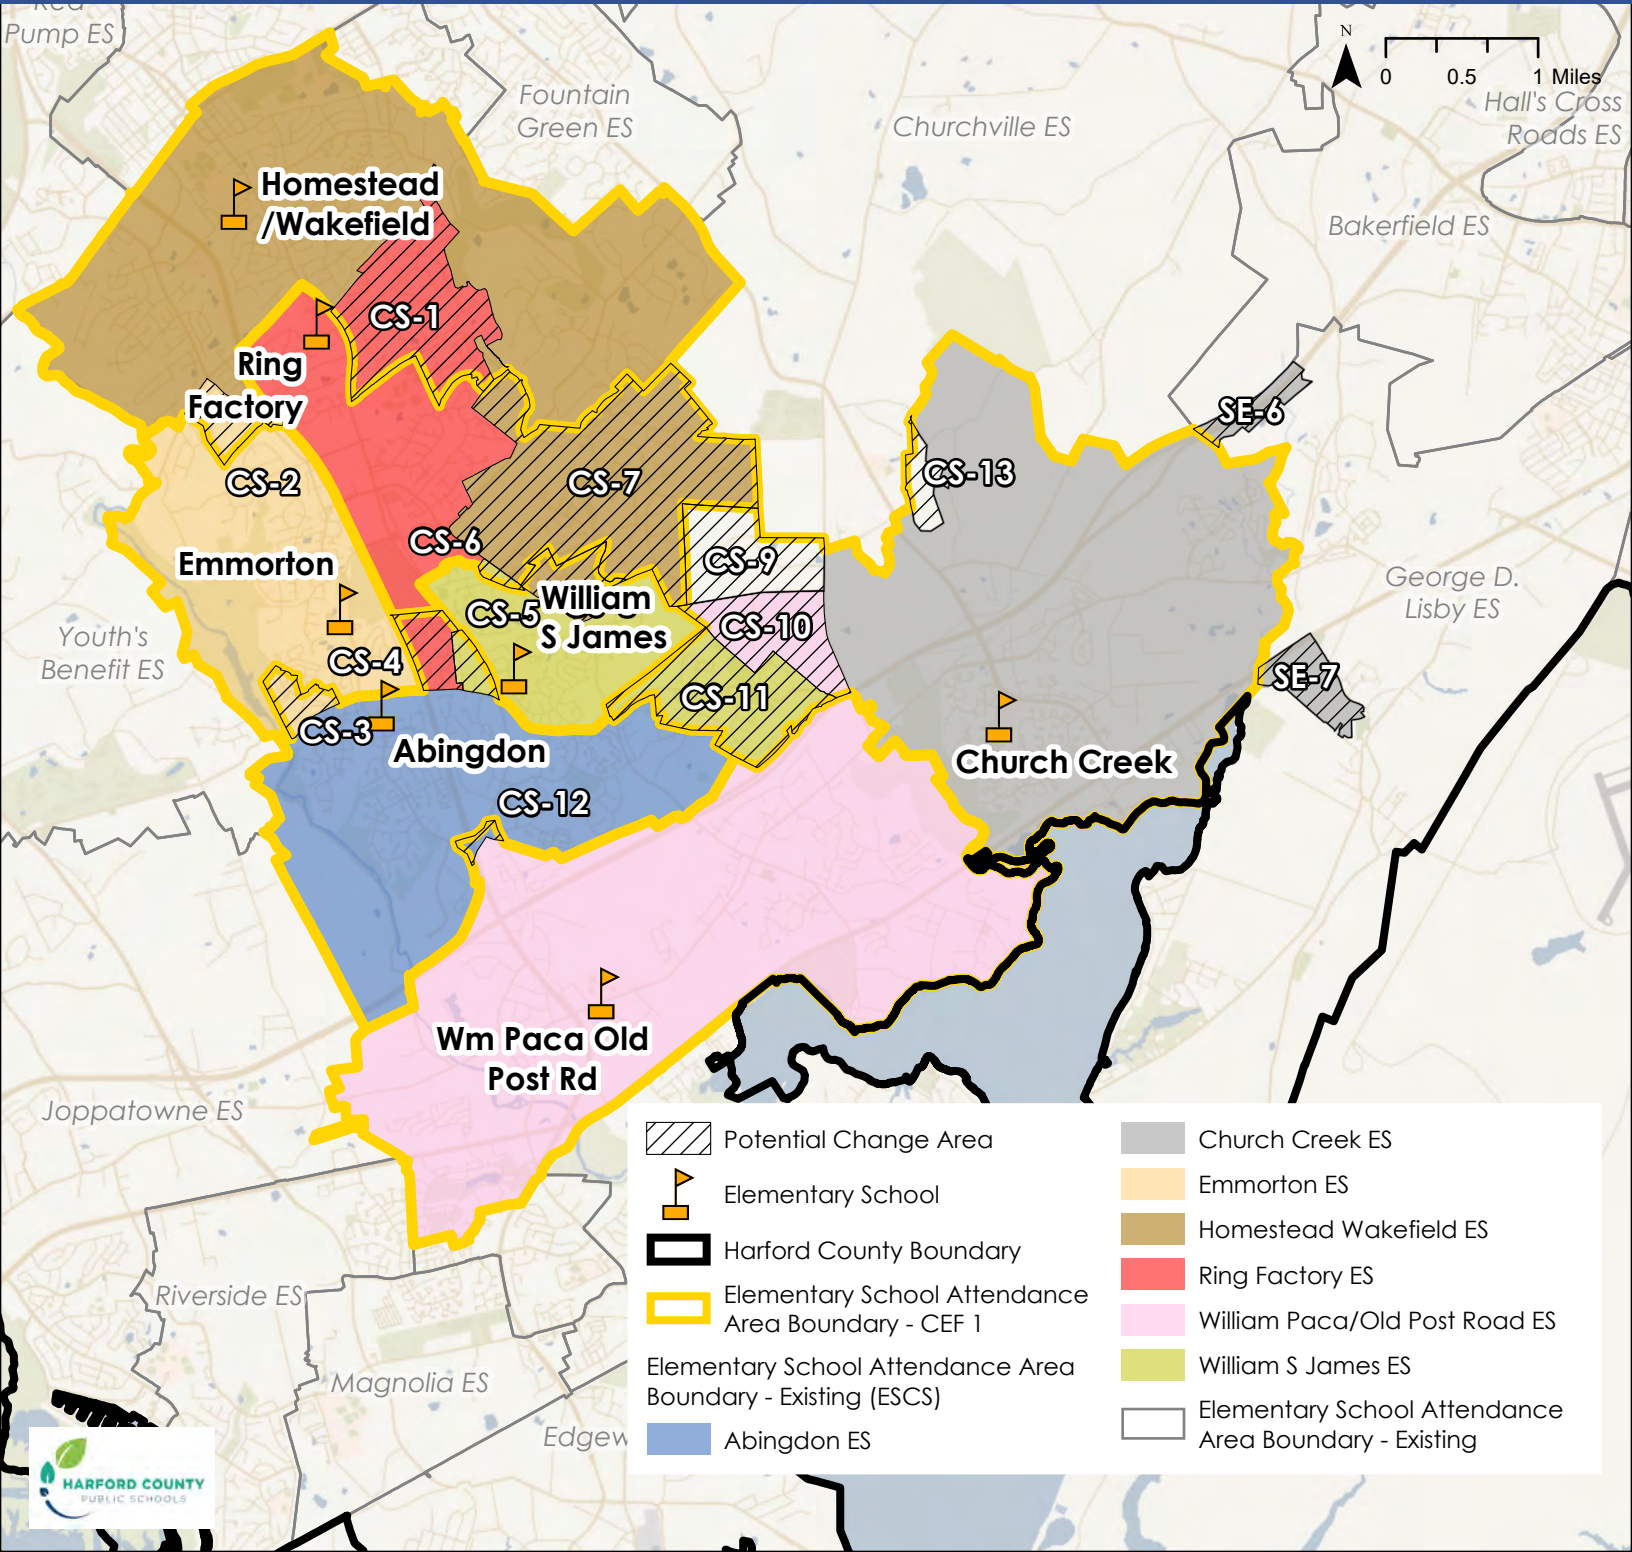 Red
Pump ES
Fountain
Green ES
Churchville ES
N
0 0.5 1 Miles
Hall's Cross
Roads ES
Bakerfield ES
Homestead
/Wakefield
CS-1
Ring
Factory
CS-2
CS-7
CS-13
SE-6
CS-6
CS-9
Emmorton
CS-5
William
S James
CS-10
George D.
Lisby ES
Youth's
Benefit ES
CS-4
CS-11
SE-7
CS-3
Abingdon
Church Creek
CS-12
Wm Paca Old
Post Rd
Joppatowne ES
Riverside ES
Magnolia ES
Edgew
Potential Change Area
Elementary School
Harford County Boundary
Elementary School Attendance
Area Boundary - CEF 1
Elementary School Attendance Area
Boundary - Existing (ESCS)
Abingdon ES
Church Creek ES
Emmorton ES
Homestead Wakefield ES
Ring Factory ES
William Paca/Old Post Road ES
William S James ES
Elementary School Attendance
Area Boundary - Existing
HARFORD COUNTY
PUBLIC SCHOOLS